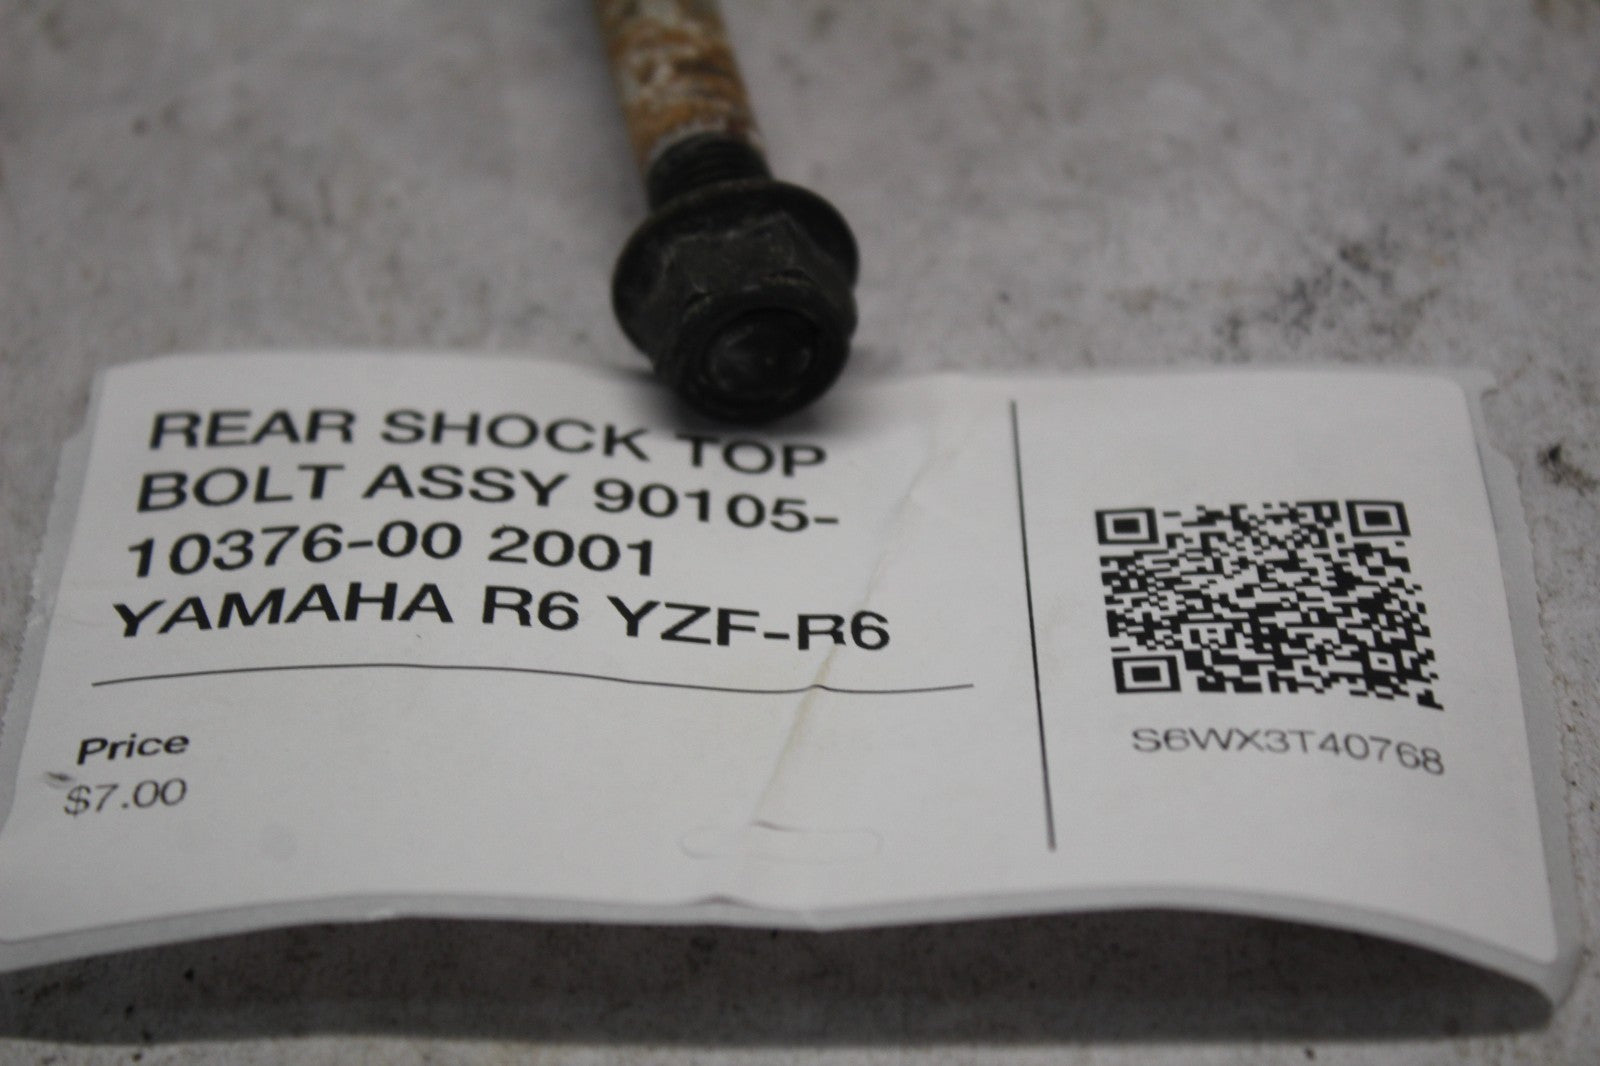 REAR SHOCK TOP
BOLT ASSY 90105-
10376-00 2001
YAMAHA R6 YZF-R6
Price
$7.00
S6WX3T40768